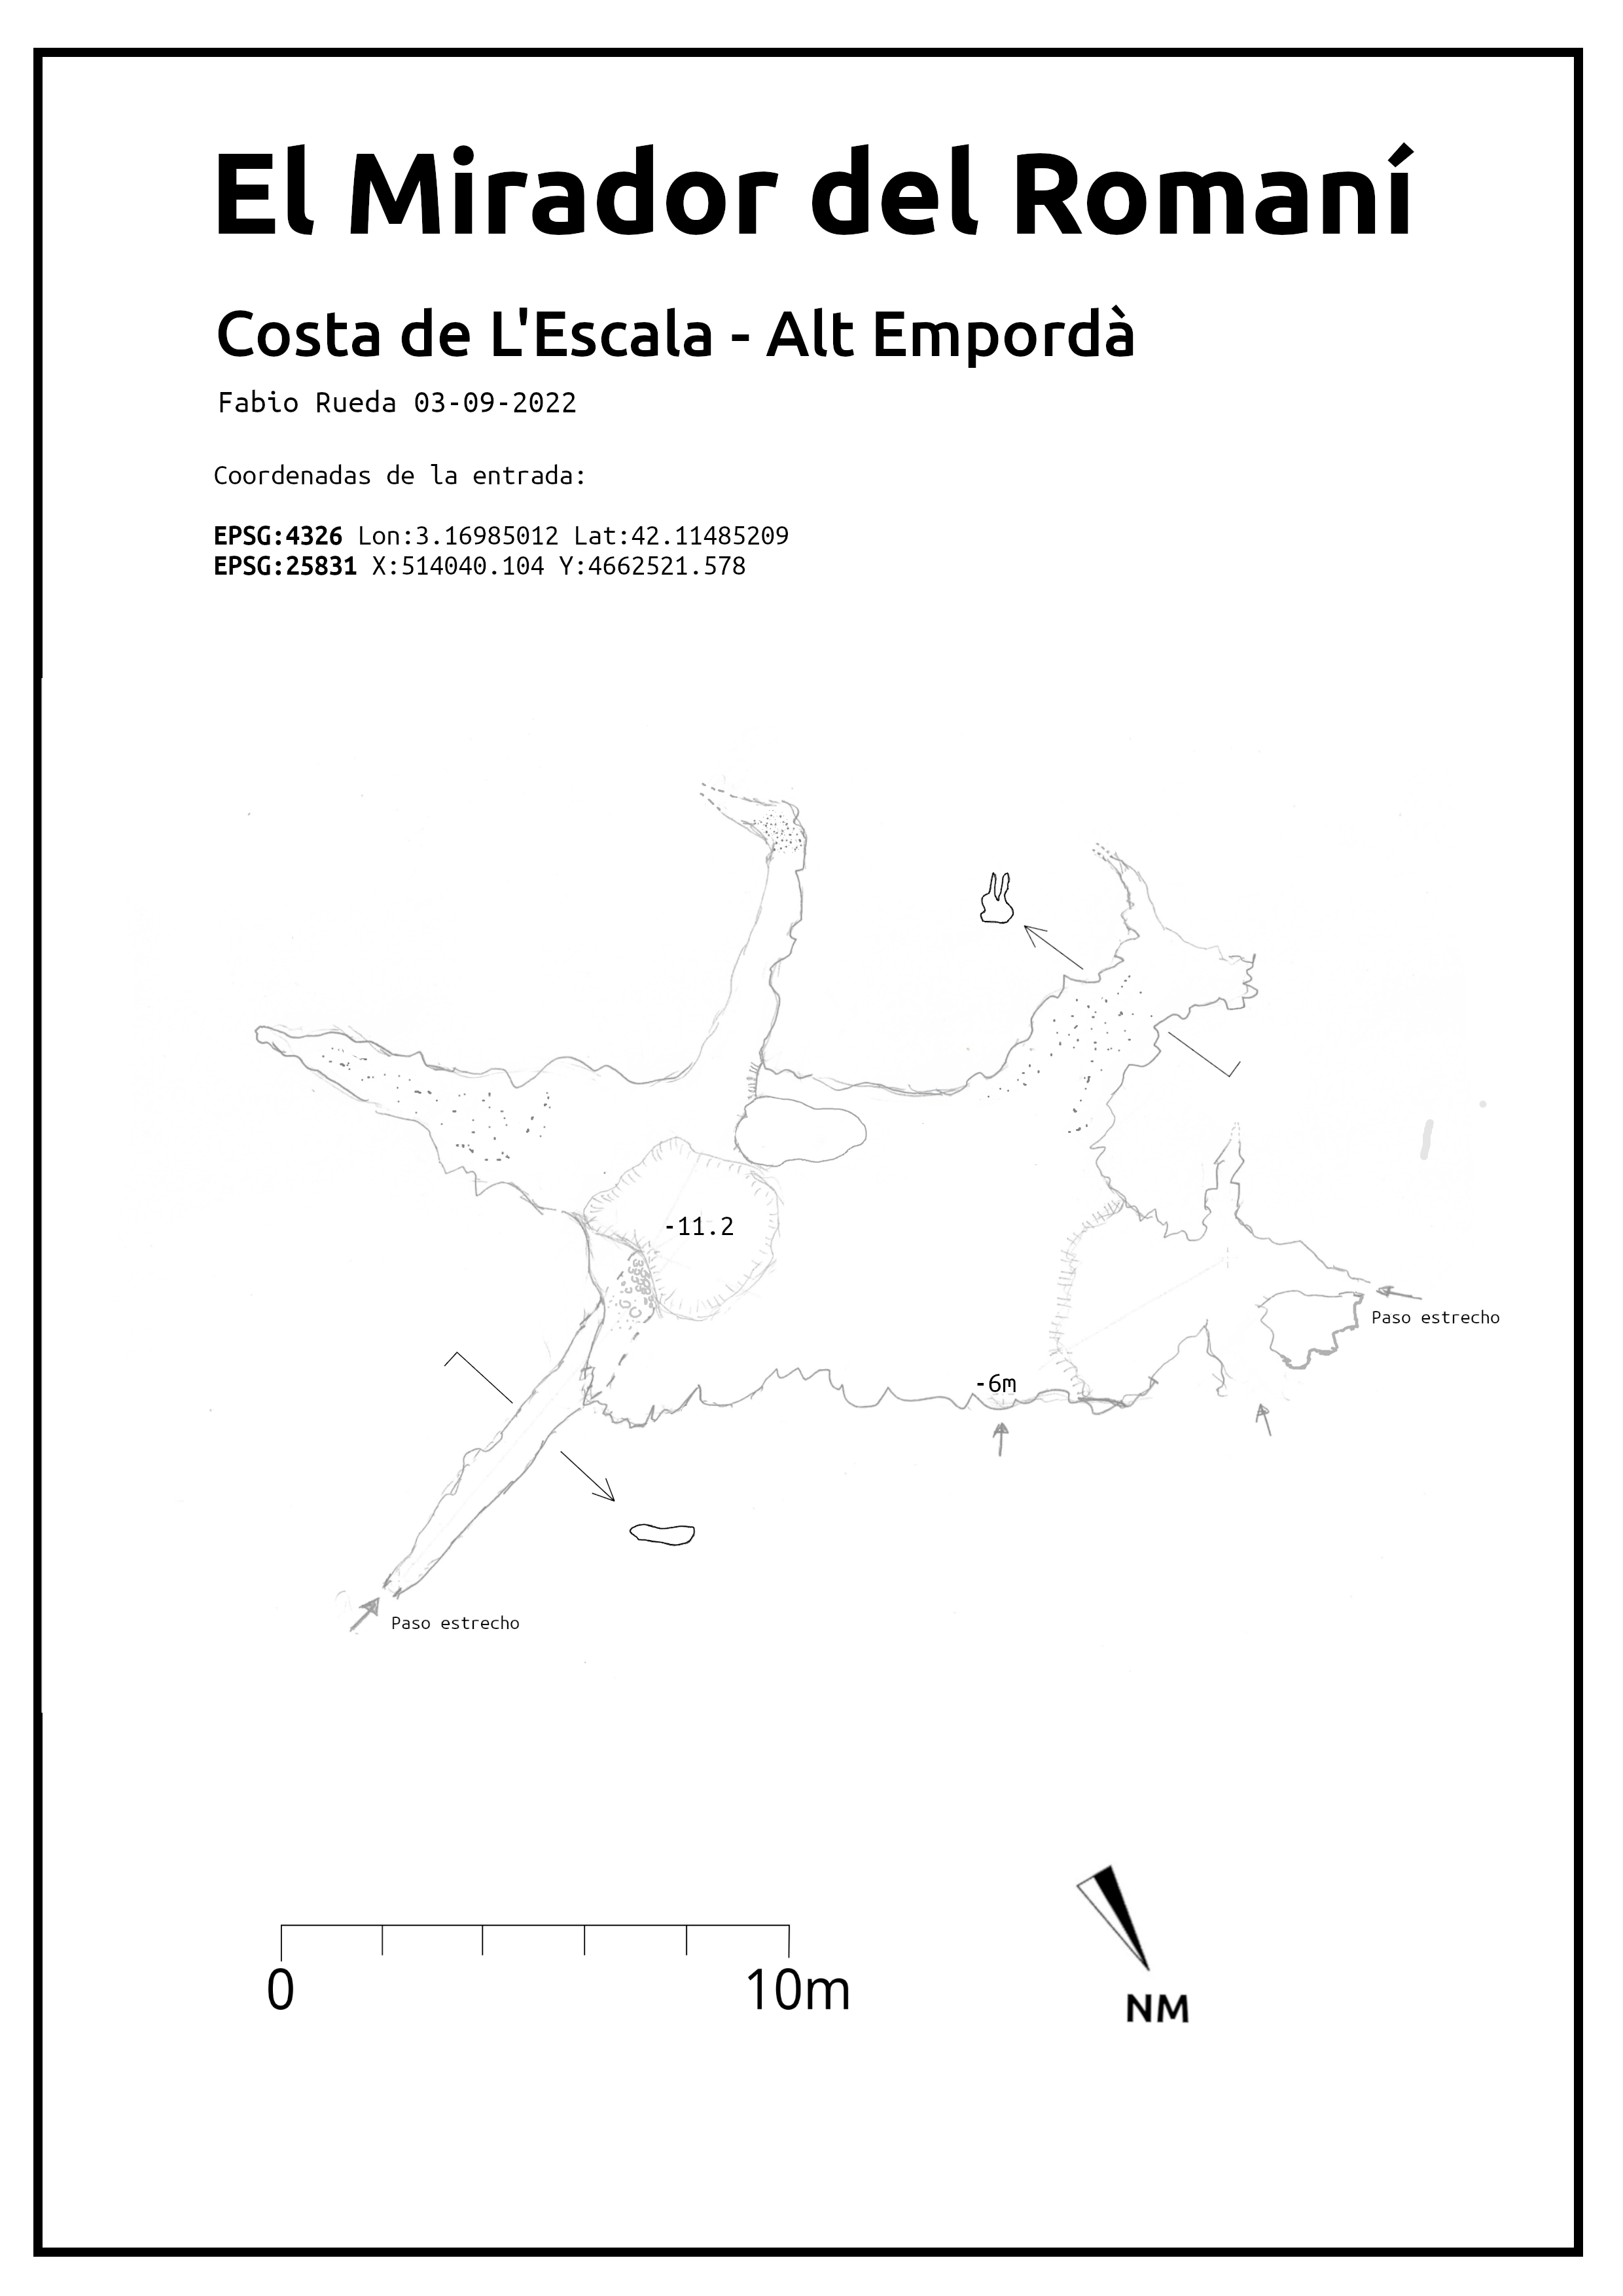 El Mirador del Romaní
Costa de L'Escala - Alt Empordà
Fabio Rueda 03-09-2022
Coordenadas de la entrada:
EPSG:4326 Lon:3.16985012 Lat:42.11485209
EPSG:25831 X:514040.104 Y:4662521.578
-11.2
Paso estrecho
-6m
Paso estrecho
0 10m
NM